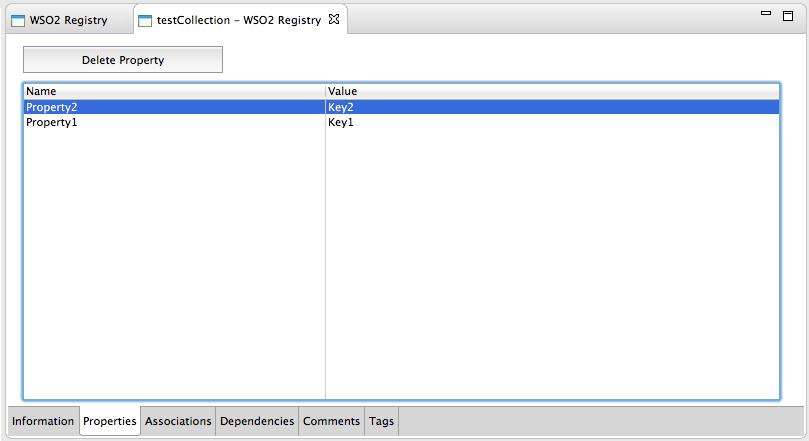 WSO2 Registry
testCollection – WSO2 Registry
Delete Property
Name Value
Property2 Key2
Property1 Key1
Information Properties Associations Dependencies Comments Tags